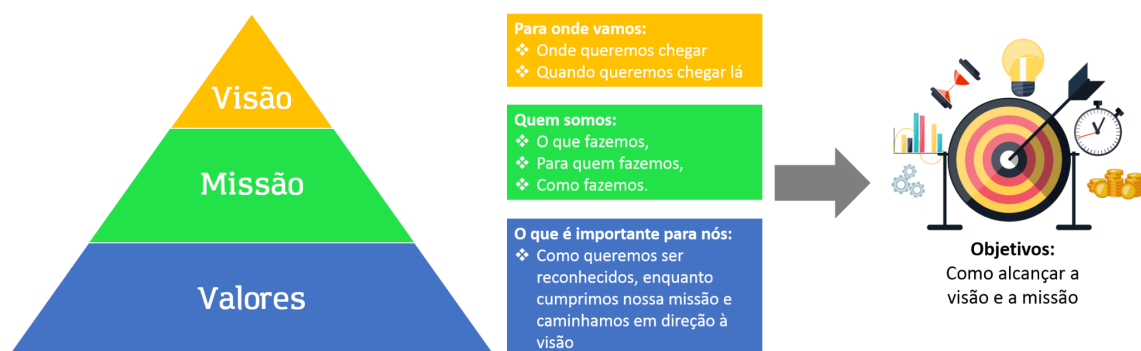 Visão
Missão
Valores
Para onde vamos:
❖ Onde queremos chegar
❖ Quando queremos chegar lá
Quem somos:
❖ O que fazemos,
❖ Para quem fazemos,
❖ Como fazemos.
O que é importante para nós:
❖ Como queremos ser
reconhecidos, enquanto
cumprimos nossa missão e
caminhamos em direção à
visão
Objetivos:
Como alcançar a
visão e a missão